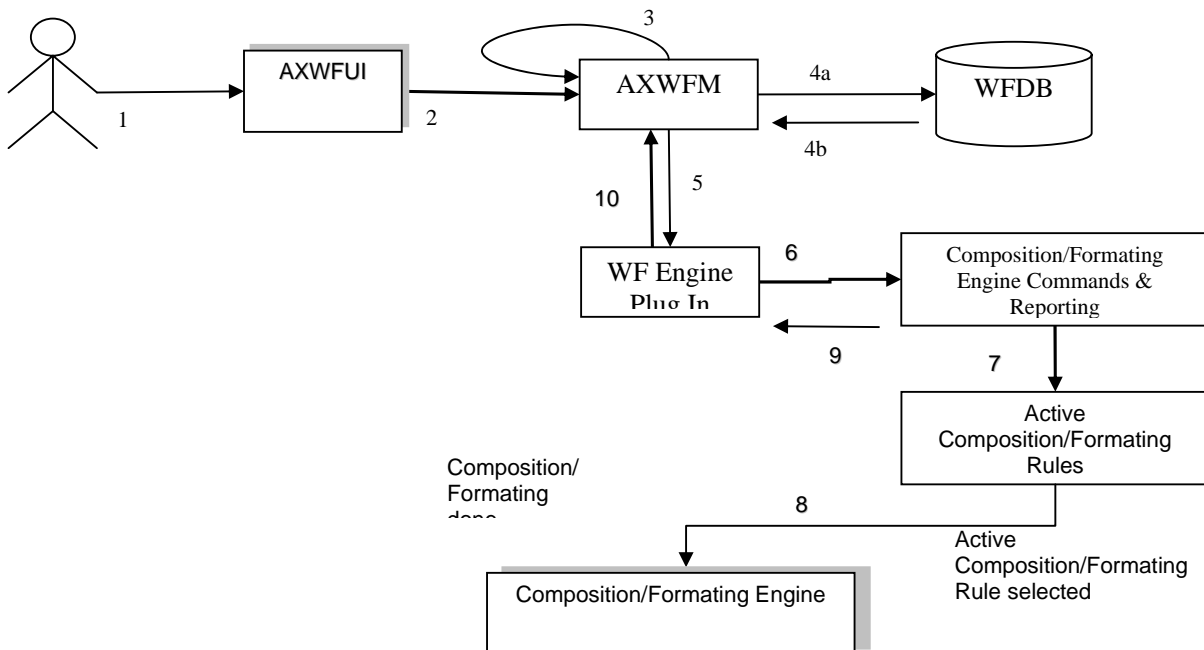 3
AXWFUI
AXWFM
4a
WFDB
1
2
4b
5
10
WF Engine
Plug In
6
Composition/Formating
Engine Commands &
Reporting
9
7
Active
Composition/Formating
Rules
Composition/
Formating
done
8
Active
Composition/Formating
Rule selected
Composition/Formating Engine